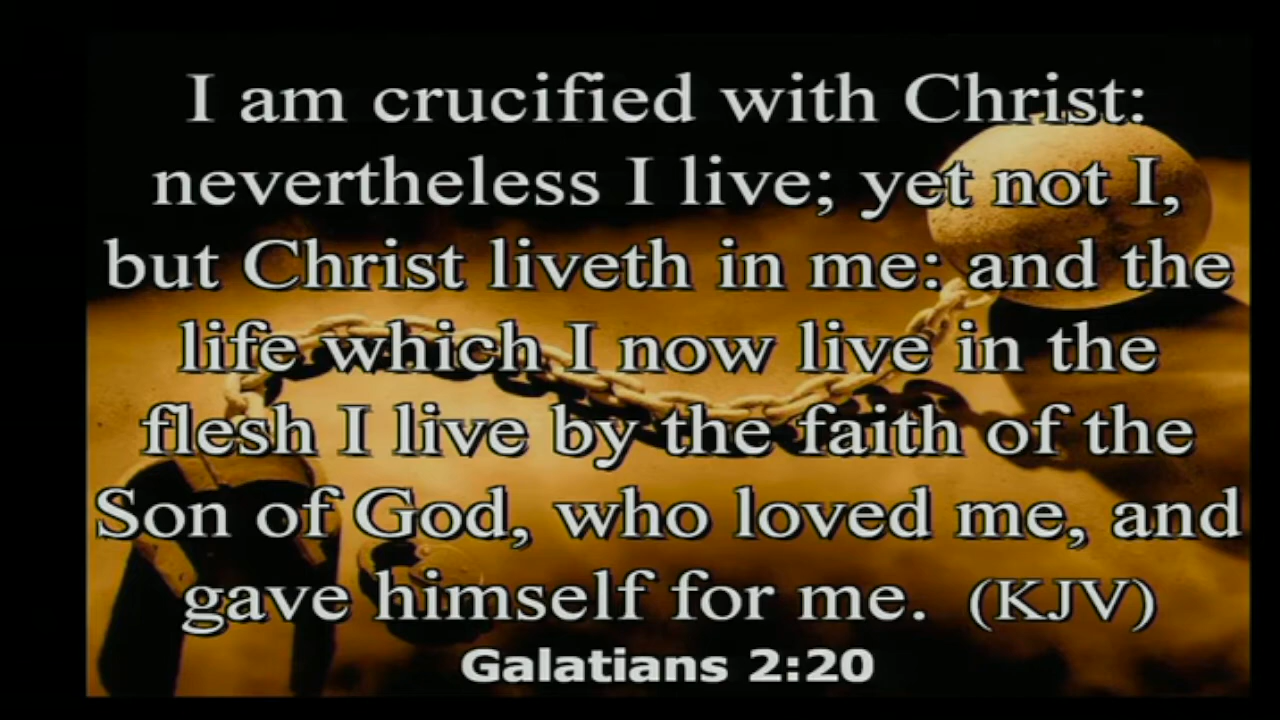 I am crucified with Christ:
nevertheless I live; yet not I,
but Christ liveth in me: and the
life which I now live in the
flesh I live by the faith of the
Son of God, who loved me, and
gave himself for me. (KJV)
Galatians 2:20